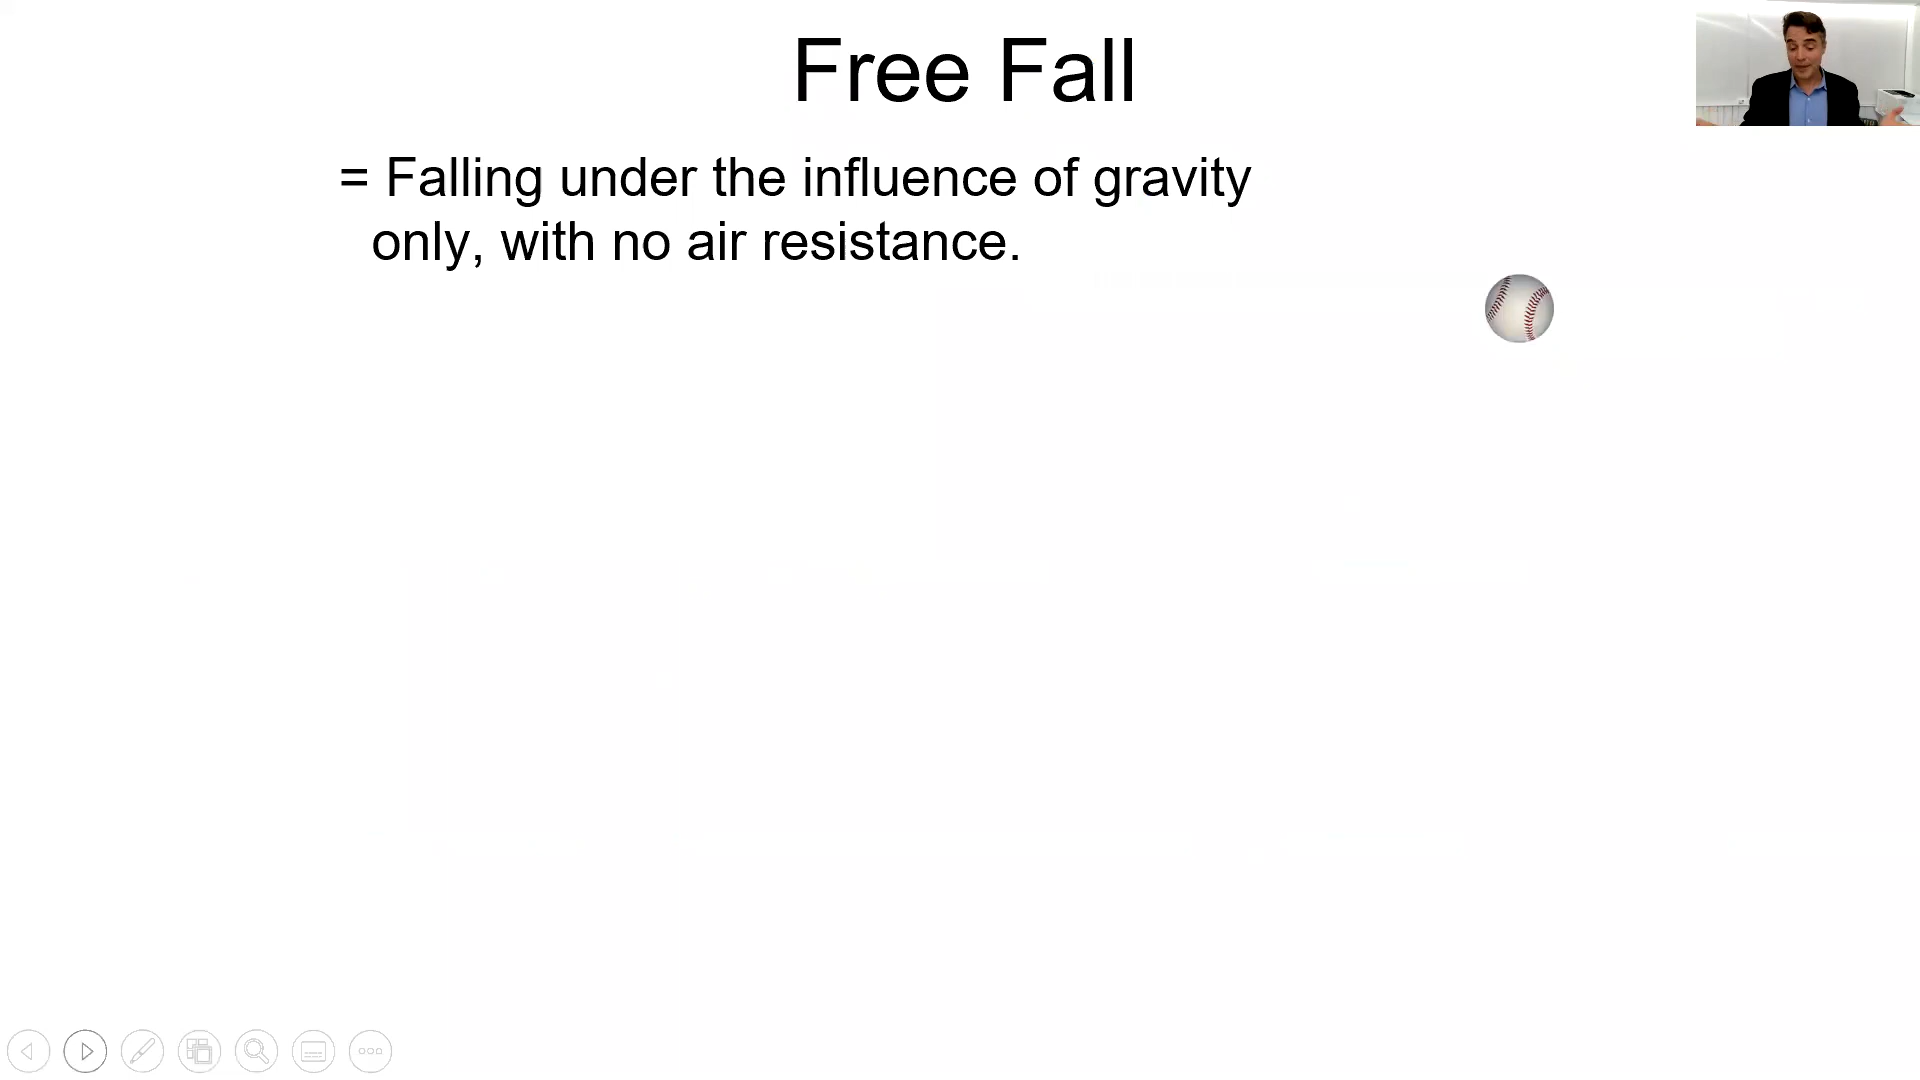 Free Fall
= Falling under the influence of gravity
only, with no air resistance.